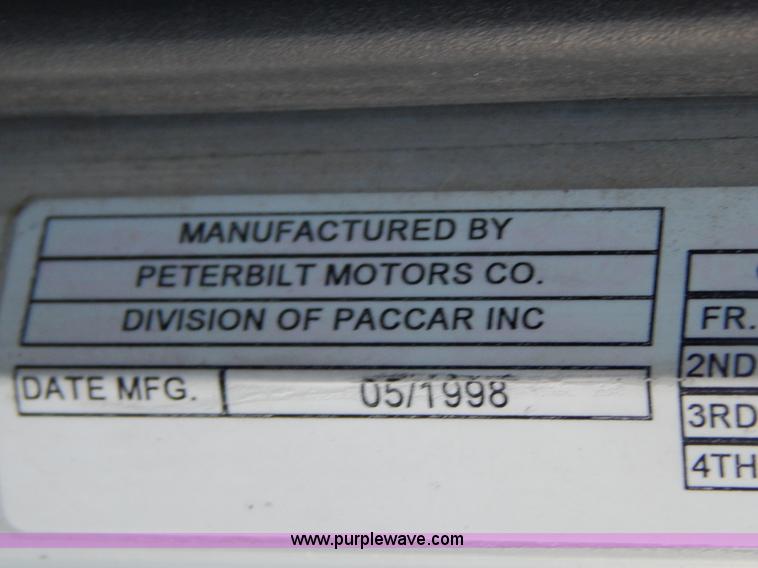 MANUFACTURED BY
PETERBILT MOTORS CO.
DIVISION OF PACCAR INC
DATE MFG. 05/1998
FR.
2ND
3RD
4TH
www.purplewave.com